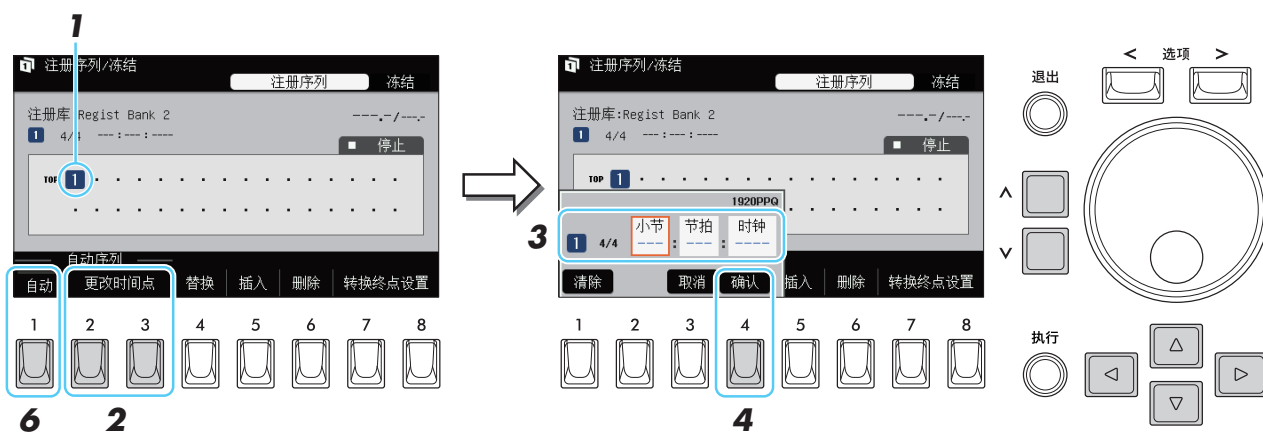 1
1 注册序列/冻结
注册序列 冻结
注册库:Regist Bank 2 ---.-/---.-
1 4/4 ---:---:----
■ 停止
TOP 1
自动序列
自动 更改时间点 替换 插入 删除 转换终点设置
1 2 3 4 5 6 7 8
6 2
1 注册序列/冻结
注册序列 冻结
注册库:Regist Bank 2 ---.-/---.-
1 4/4 ---:---:----
■ 停止
TOP 1
1920PPQ
3
小节 节拍 时钟
1 4/4 ---:---:----
清除 取消 确认 插入 删除 转换终点设置
1 2 3 4 5 6 7 8
4
< 选项 >
退出
∧
∨
执行